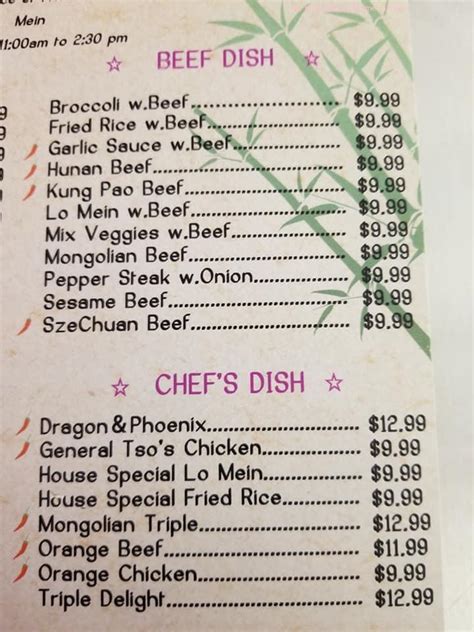 Mein
11:00am to 2:30 pm
☆ BEEF DISH ☆
Broccoli w.Beef.................................. $9.99
Fried Rice w.Beef............................... $9.99
Garlic Sauce w.Beef........................... $9.99
Hunan Beef........................................ $9.99
Kung Pao Beef................................... $9.99
Lo Mein w.Beef.................................. $9.99
Mix Veggies w.Beef............................ $9.99
Mongolian Beef.................................. $9.99
Pepper Steak w.Onion........................ $9.99
Sesame Beef...................................... $9.99
SzeChuan Beef................................... $9.99
☆ CHEF'S DISH ☆
Dragon&Phoenix................................ $12.99
General Tso's Chicken........................ $9.99
House Special Lo Mein....................... $9.99
House Special Fried Rice.................... $9.99
Mongolian Triple................................ $12.99
Orange Beef...................................... $11.99
Orange Chicken................................. $9.99
Triple Delight.................................... $12.99